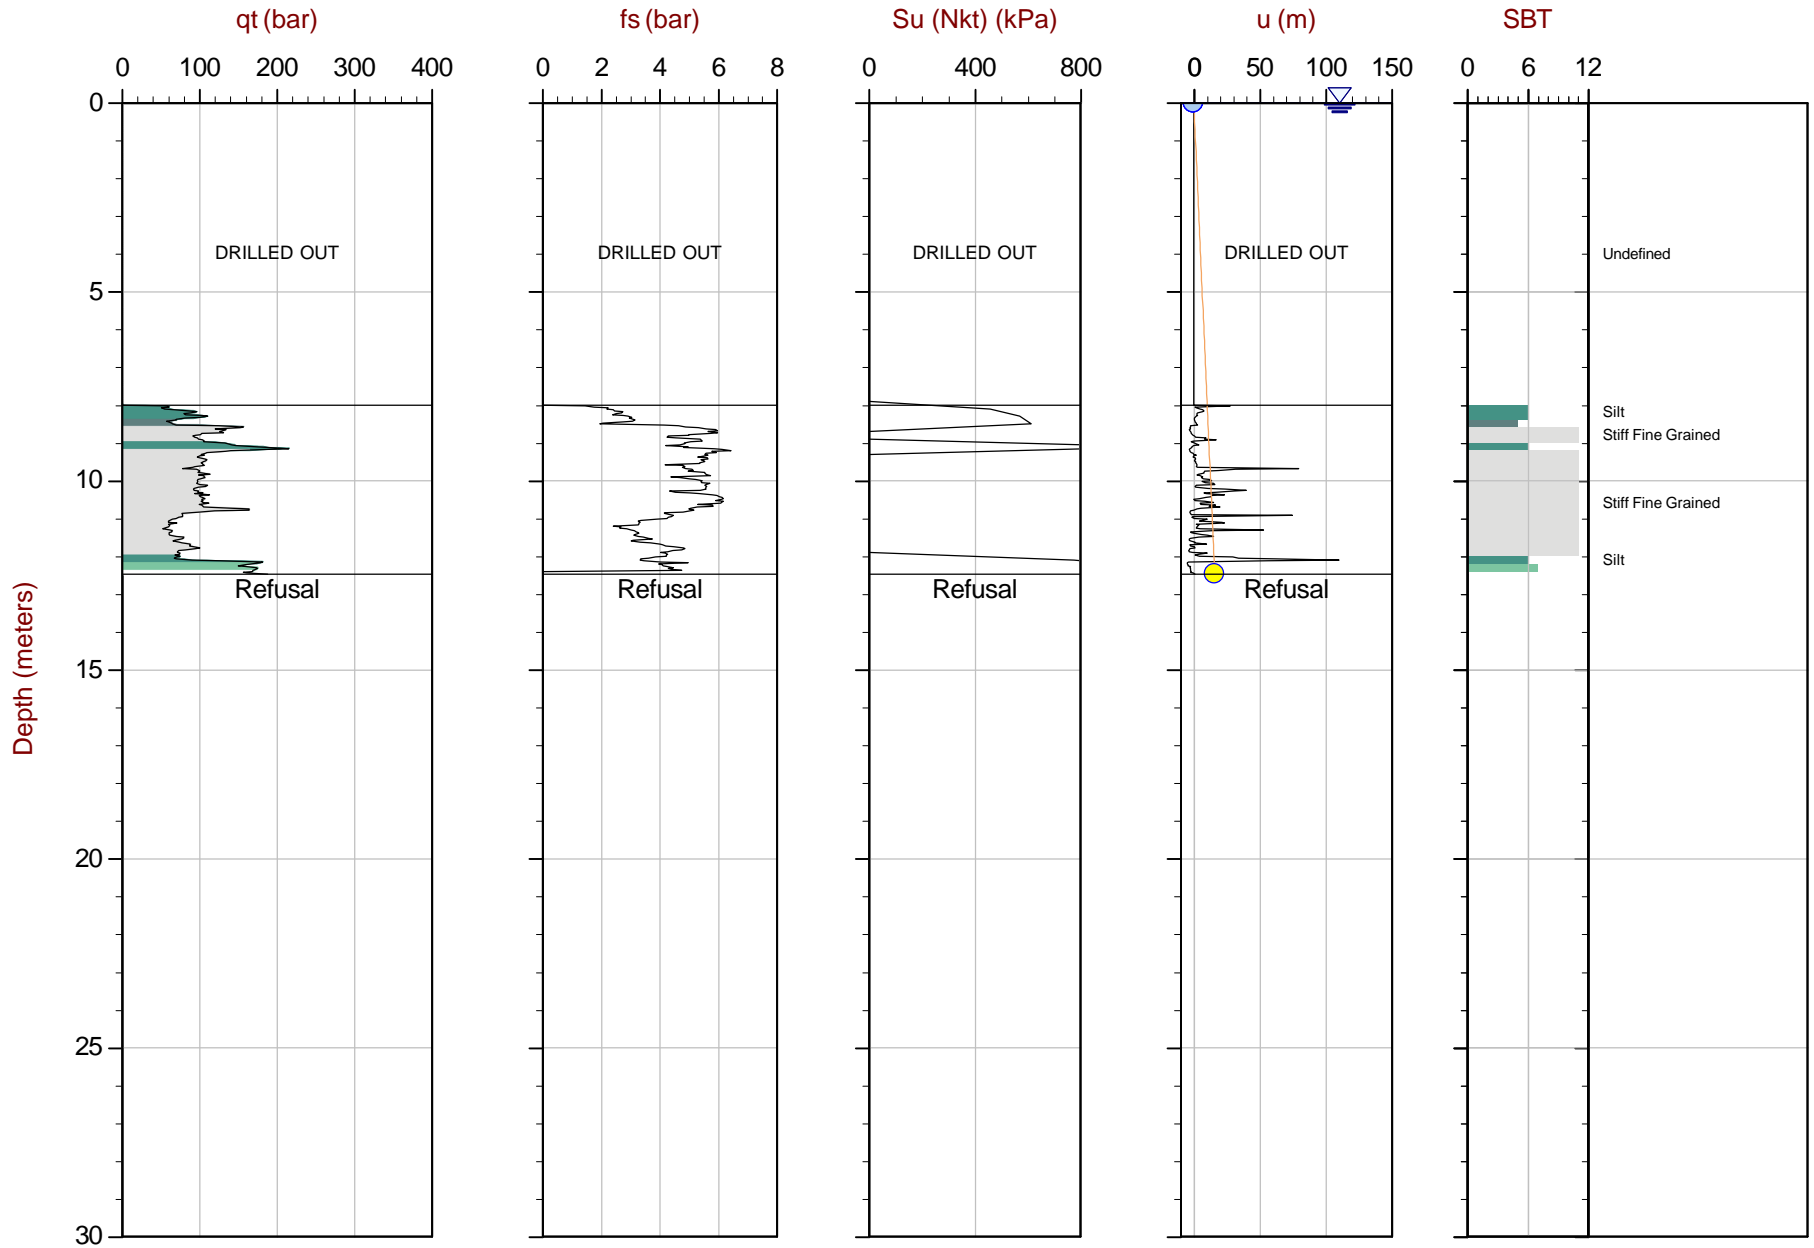 qt (bar) fs (bar) Su (Nkt) (kPa) u (m) SBT
0 100 200 300 400 0 2 4 6 8 0 400 800 0 50 100 150 0 6 12
0
DRILLED OUT DRILLED OUT DRILLED OUT DRILLED OUT Undefined
5
Silt
Stiff Fine Grained
10
Stiff Fine Grained
Silt
Refusal Refusal Refusal Refusal
Depth (meters)
15
20
25
30